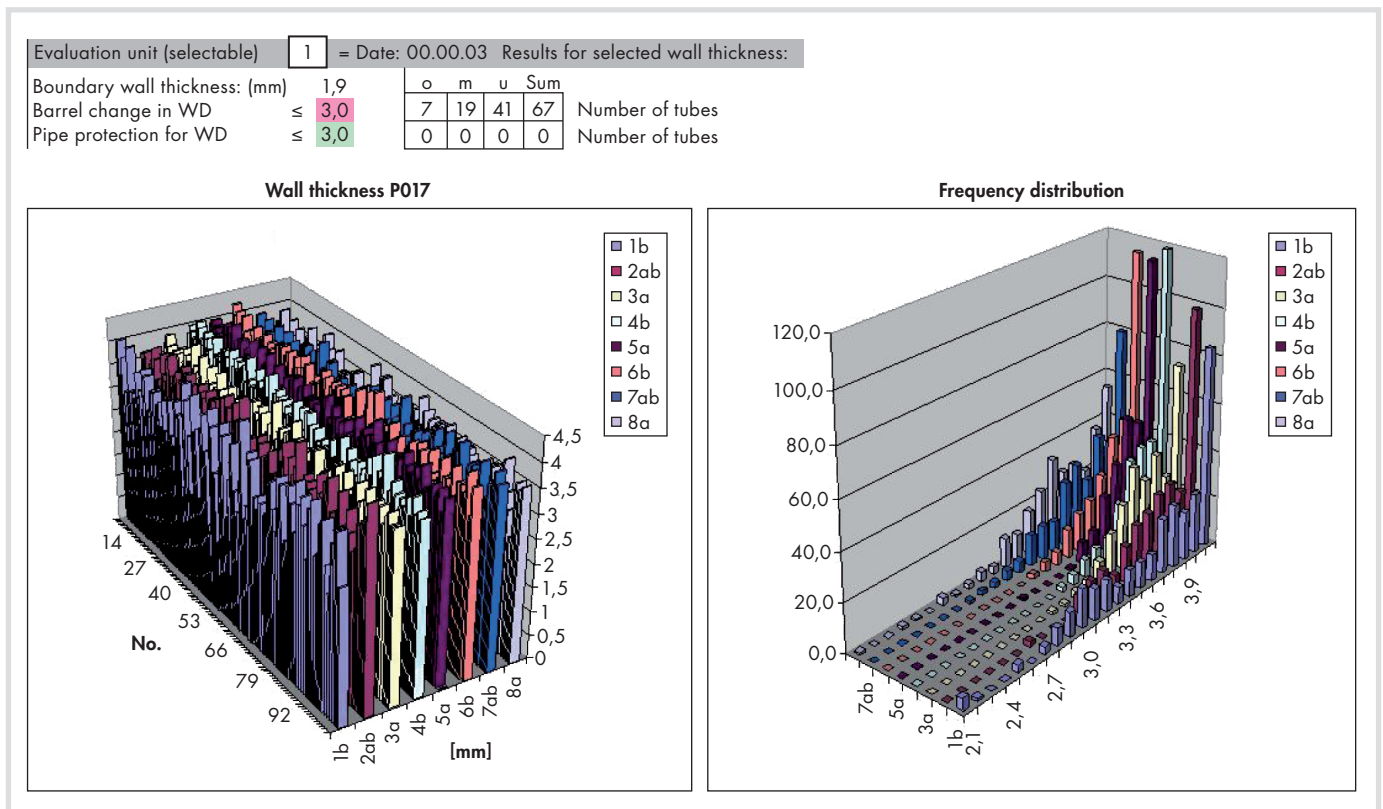 Evaluation unit (selectable) 1 = Date: 00.00.03 Results for selected wall thickness:
Boundary wall thickness: (mm) 1,9
o m u Sum
Barrel change in WD ≤ 3,0 7 19 41 67 Number of tubes
Pipe protection for WD ≤ 3,0 0 0 0 0 Number of tubes
Wall thickness P017
1b
2ab
3a
4b
5a
6b
7ab
8a
4,5
4
3,5
3
2,5
2
1,5
1
0,5
0
14
27
40
53
66
79
92
No.
1b
2ab
3a
4b
5a
6b
7ab
8a
[mm]
Frequency distribution
1b
2ab
3a
4b
5a
6b
7ab
8a
120,0
100,0
80,0
60,0
40,0
20,0
0,0
7ab
5a
3a
1b
2,1
2,4
2,7
3,0
3,3
3,6
3,9